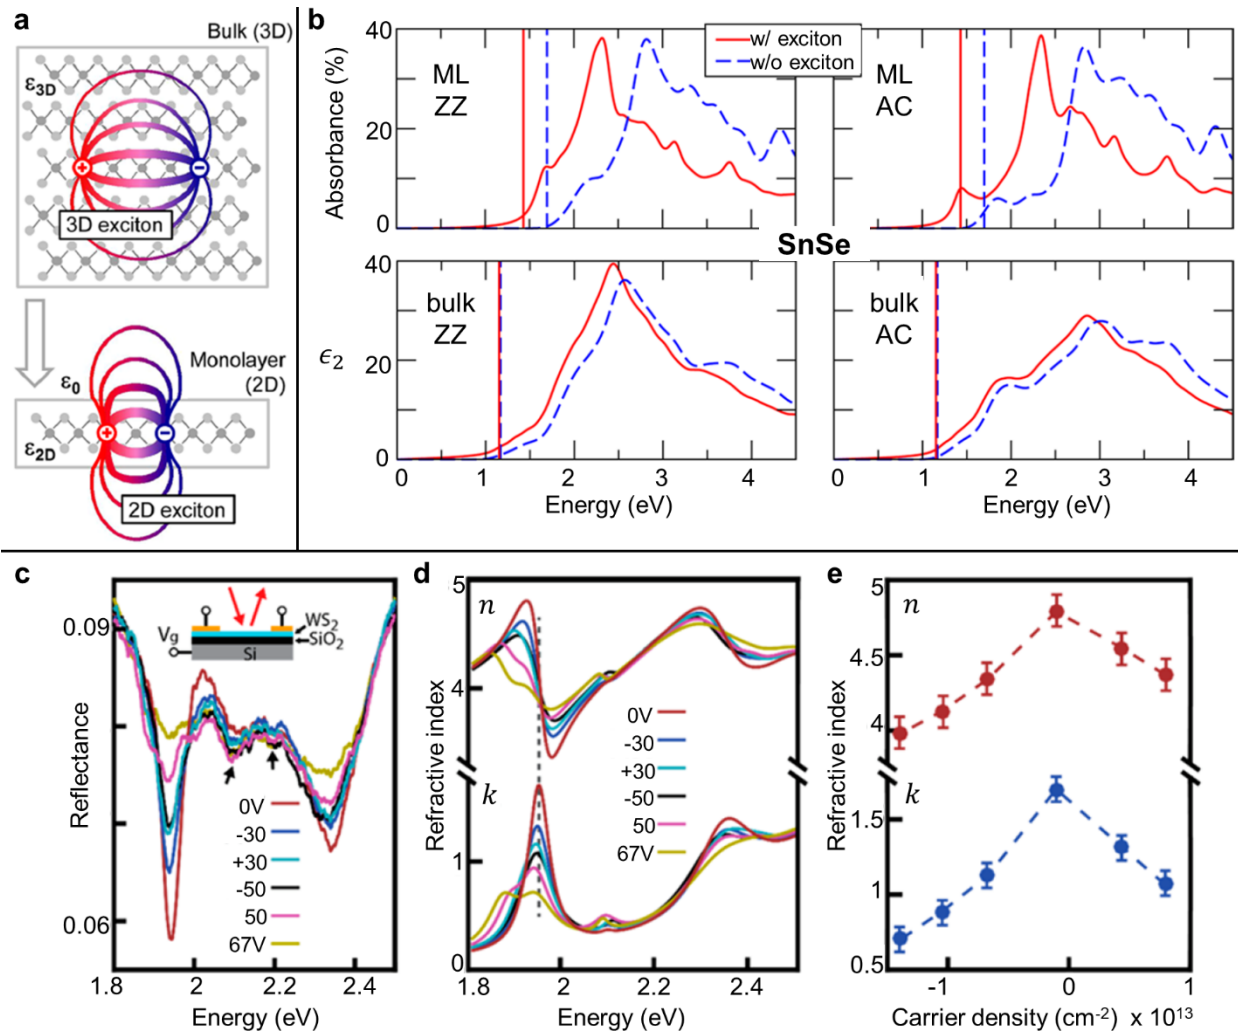 a
Bulk (3D)
ε3D
+
−
3D exciton
Monolayer
(2D)
ε0
+
−
ε2D
2D exciton
b
40
20
0
Absorbance (%)
ML
ZZ
w/ exciton
w/o exciton
ML
AC
SnSe
40
20
0
ϵ2
bulk
ZZ
bulk
AC
0 1 2 3 4
Energy (eV)
0 1 2 3 4
Energy (eV)
c
0.09
0.06
Reflectance
Vg
WS2
SiO2
Si
0V
-30
+30
-50
50
67V
1.8 2 2.2 2.4
Energy (eV)
d
5
4
1
0
Refractive index
n
0V
-30
+30
-50
50
67V
k
2 2.2 2.4
Energy (eV)
e
5
4.5
4
1.5
1
0.5
Refractive index
n
k
-1 0 1
Carrier density (cm-2) x 1013